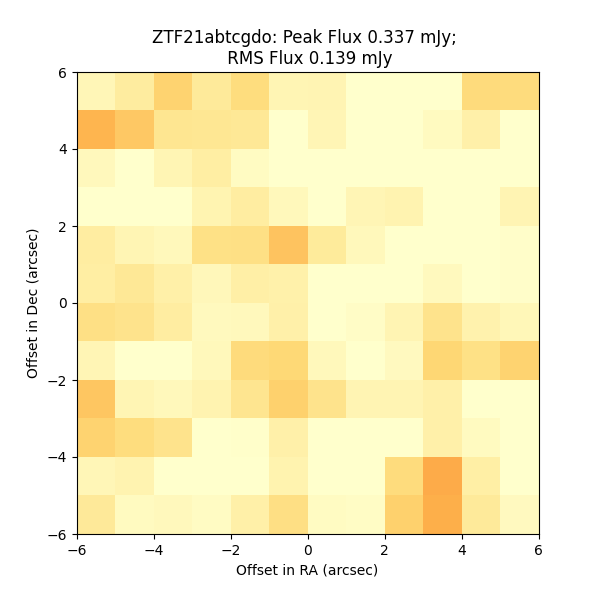 ZTF21abtcgdo: Peak Flux 0.337 mJy;
RMS Flux 0.139 mJy
6
4
2
0
−2
−4
−6
Offset in Dec (arcsec)
−6 −4 −2 0 2 4 6
Offset in RA (arcsec)